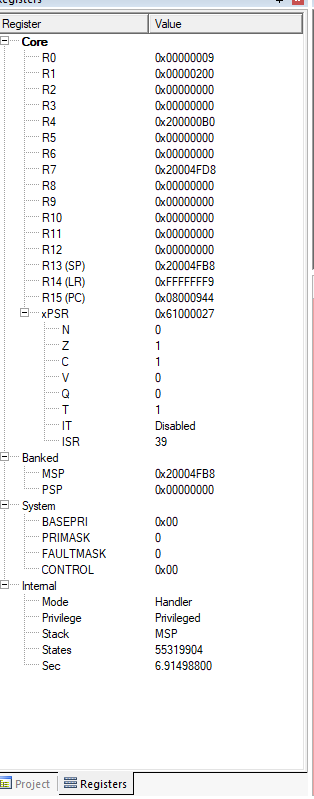 Registers
Register Value
Core
R0 0x00000009
R1 0x00000200
R2 0x00000000
R3 0x00000000
R4 0x200000B0
R5 0x00000000
R6 0x00000000
R7 0x20004FD8
R8 0x00000000
R9 0x00000000
R10 0x00000000
R11 0x00000000
R12 0x00000000
R13 (SP) 0x20004FB8
R14 (LR) 0xFFFFFFF9
R15 (PC) 0x08000944
xPSR 0x61000027
N 0
Z 1
C 1
V 0
Q 0
T 1
IT Disabled
ISR 39
Banked
MSP 0x20004FB8
PSP 0x00000000
System
BASEPRI 0x00
PRIMASK 0
FAULTMASK 0
CONTROL 0x00
Internal
Mode Handler
Privilege Privileged
Stack MSP
States 55319904
Sec 6.91498800
Project Registers